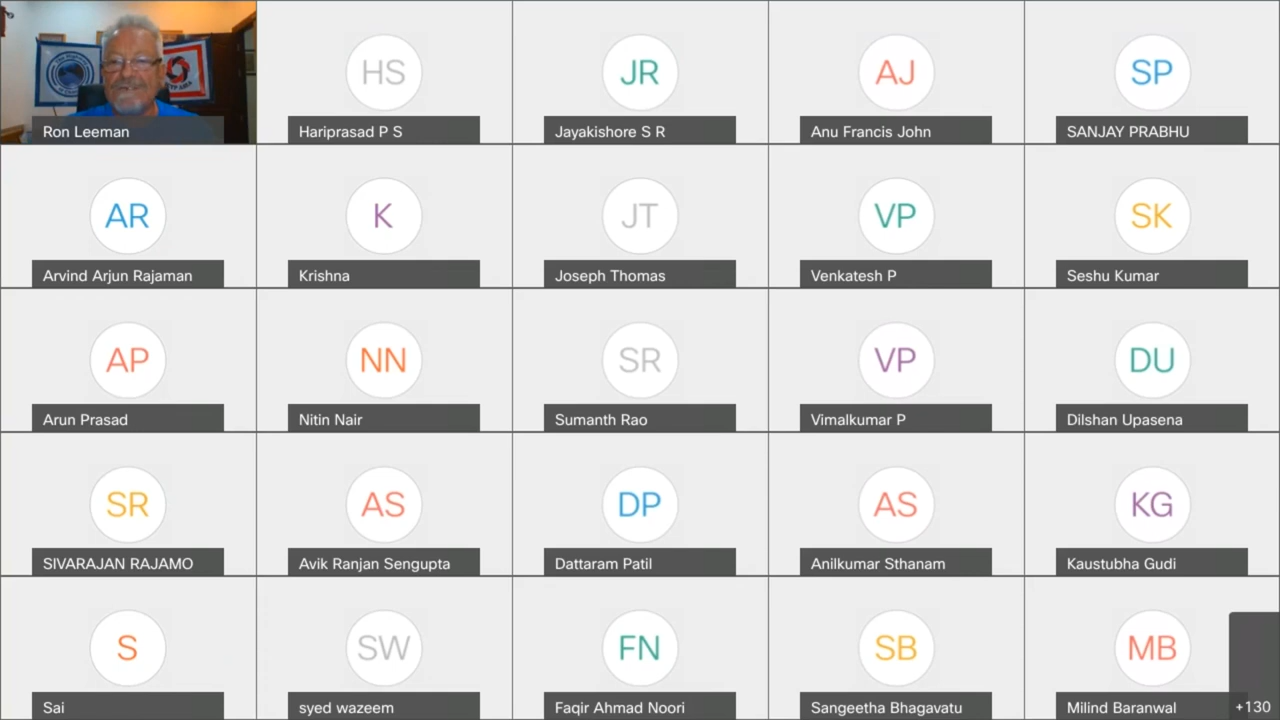 Ron Leeman
HS
Hariprasad P S
JR
Jayakishore S R
AJ
Anu Francis John
SP
SANJAY PRABHU
AR
Arvind Arjun Rajaman
K
Krishna
JT
Joseph Thomas
VP
Venkatesh P
SK
Seshu Kumar
AP
Arun Prasad
NN
Nitin Nair
SR
Sumanth Rao
VP
Vimalkumar P
DU
Dilshan Upasena
SR
SIVARAJAN RAJAMO
AS
Avik Ranjan Sengupta
DP
Dattaram Patil
AS
Anilkumar Sthanam
KG
Kaustubha Gudi
S
Sai
SW
syed wazeem
FN
Faqir Ahmad Noori
SB
Sangeetha Bhagavatu
MB
Milind Baranwal
+130